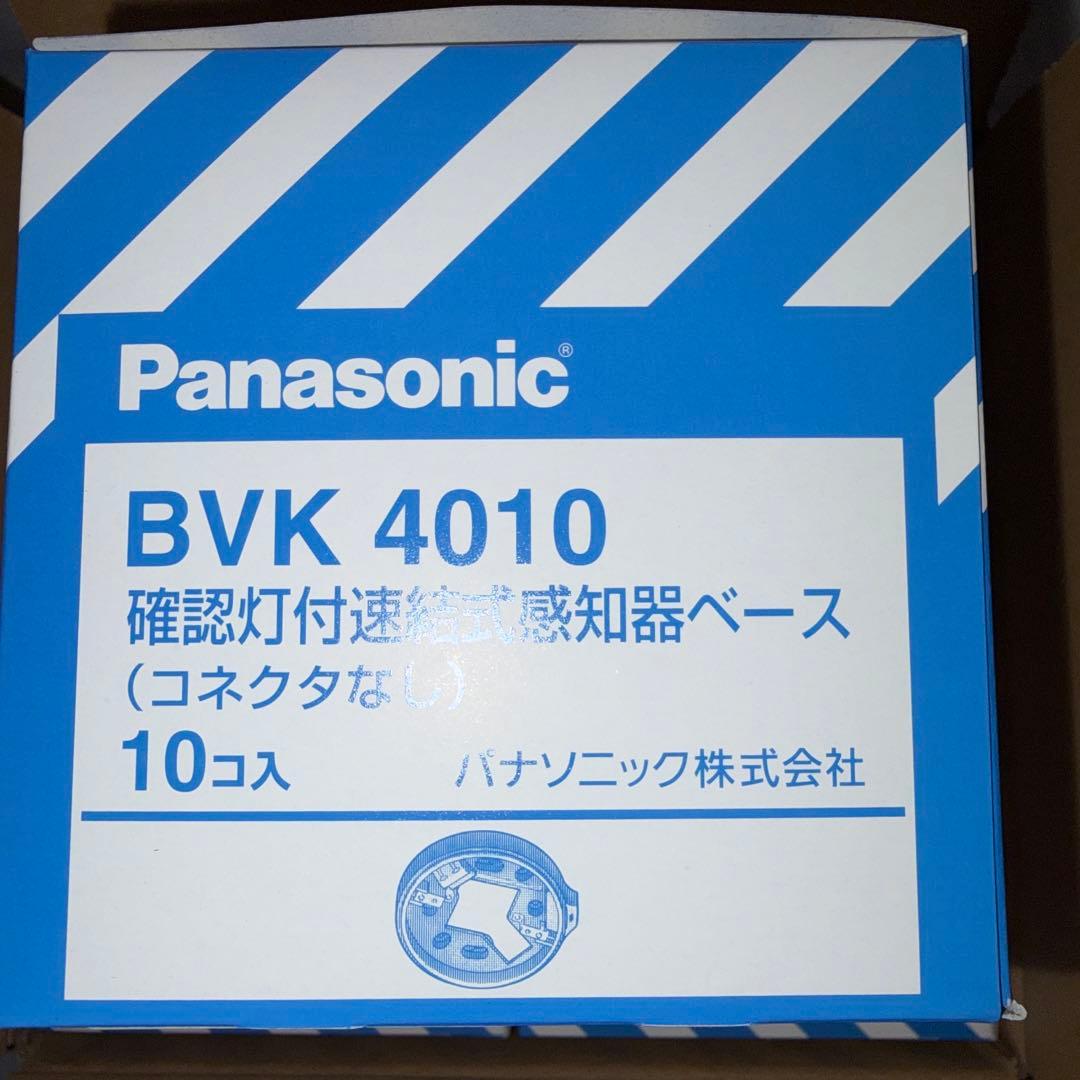 Panasonic®
BVK 4010
確認灯付速結式感知器ベース
(コネクタなし)
10コ入 パナソニック株式会社